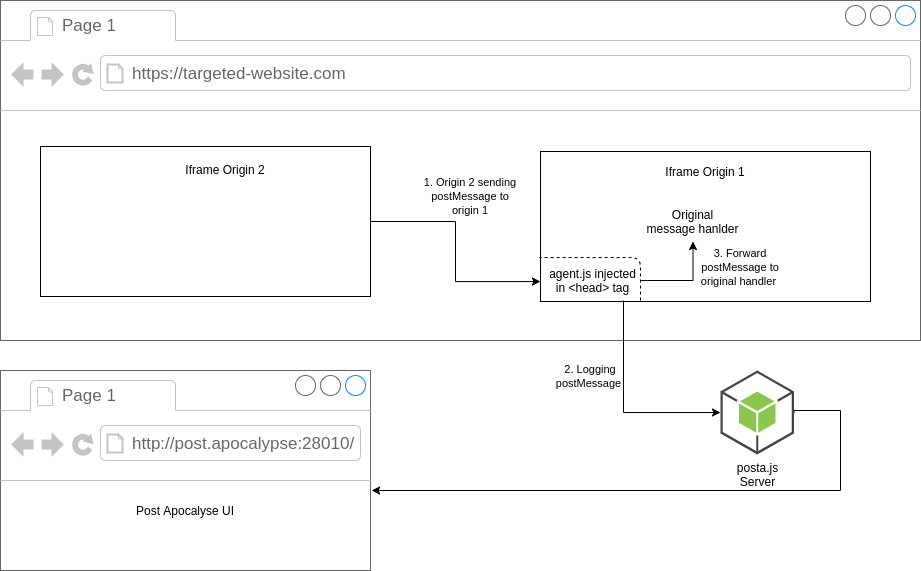 Page 1
https://targeted-website.com
Iframe Origin 2
1. Origin 2 sending
postMessage to
origin 1
Iframe Origin 1
Original
message hanlder
3. Forward
postMessage to
original handler
agent.js injected
in <head> tag
2. Logging
postMessage
Page 1
http://post.apocalypse:28010/
Post Apocalyse UI
posta.js
Server